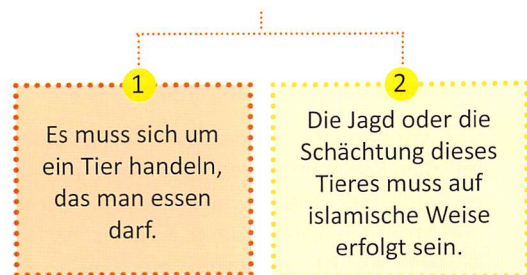 1
Es muss sich um
ein Tier handeln,
das man essen
darf.
2
Die Jagd oder die
Schächtung dieses
Tieres muss auf
islamische Weise
erfolgt sein.